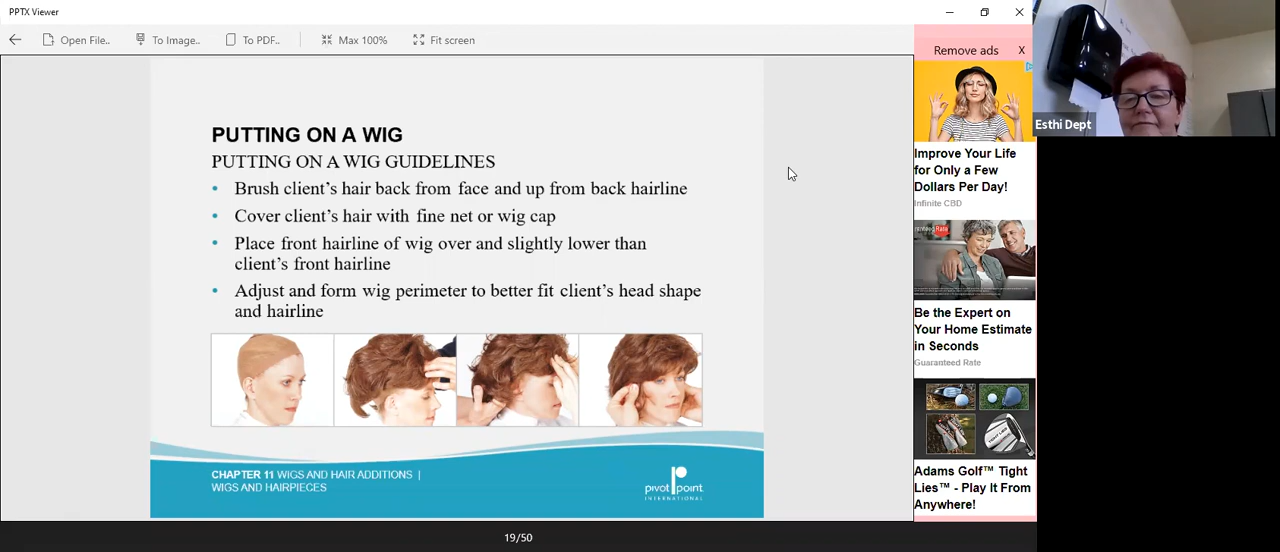 PPTX Viewer
Open File.. To Image.. To PDF.. Max 100% Fit screen
PUTTING ON A WIG
PUTTING ON A WIG GUIDELINES
• Brush client's hair back from face and up from back hairline
• Cover client's hair with fine net or wig cap
• Place front hairline of wig over and slightly lower than
client's front hairline
• Adjust and form wig perimeter to better fit client's head shape
and hairline
CHAPTER 11 WIGS AND HAIR ADDITIONS |
WIGS AND HAIRPIECES
pivot point
INTERNATIONAL
19/50
Remove ads X
Improve Your Life
for Only a Few
Dollars Per Day!
Infinite CBD
Be the Expert on
Your Home Estimate
in Seconds
Guaranteed Rate
Adams Golf™ Tight
Lies™ - Play It From
Anywhere!
Esthi Dept